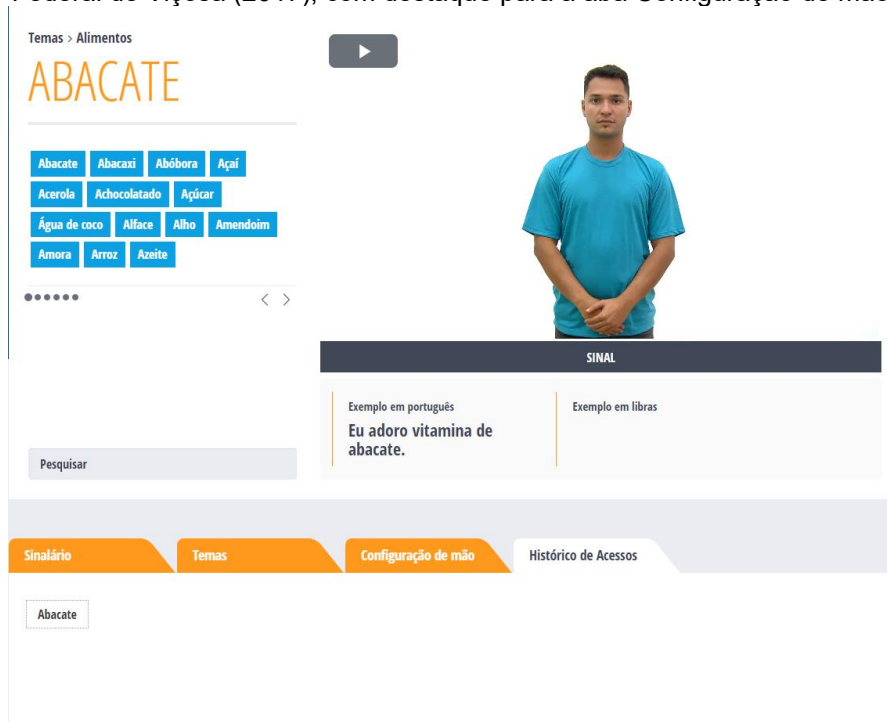 Temas > Alimentos
ABACATE
Abacate Abacaxi Abóbora Açaí
Acerola Achocolatado Açúcar
Água de coco Alface Alho Amendoim
Amora Arroz Azeite
Pesquisar
SINAL
Exemplo em português
Eu adoro vitamina de
abacate.
Exemplo em libras
Sinalário Temas Configuração de mão Histórico de Acessos
Abacate